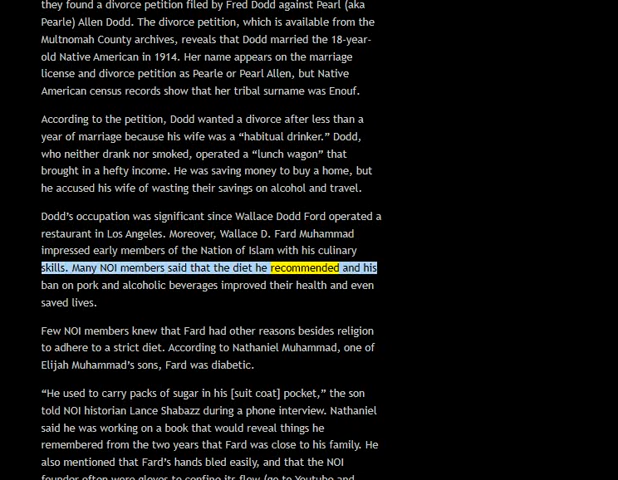 they found a divorce petition filed by Fred Dodd against Pearl (aka
Pearle) Allen Dodd. The divorce petition, which is available from the
Multnomah County archives, reveals that Dodd married the 18-year-
old Native American in 1914. Her name appears on the marriage
license and divorce petition as Pearle or Pearl Allen, but Native
American census records show that her tribal surname was Enouf.
According to the petition, Dodd wanted a divorce after less than a
year of marriage because his wife was a “habitual drinker.” Dodd,
who neither drank nor smoked, operated a “lunch wagon” that
brought in a hefty income. He was saving money to buy a home, but
he accused his wife of wasting their savings on alcohol and travel.
Dodd’s occupation was significant since Wallace Dodd Ford operated a
restaurant in Los Angeles. Moreover, Wallace D. Fard Muhammad
impressed early members of the Nation of Islam with his culinary
skills. Many NOI members said that the diet he recommended and his
ban on pork and alcoholic beverages improved their health and even
saved lives.
Few NOI members knew that Fard had other reasons besides religion
to adhere to a strict diet. According to Nathaniel Muhammad, one of
Elijah Muhammad’s sons, Fard was diabetic.
“He used to carry packs of sugar in his [suit coat] pocket,” the son
told NOI historian Lance Shabazz during a phone interview. Nathaniel
said he was working on a book that would reveal things he
remembered from the two years that Fard was close to his family. He
also mentioned that Fard’s hands bled easily, and that the NOI
founder often wore gloves to confine its flow (go to Youtube and